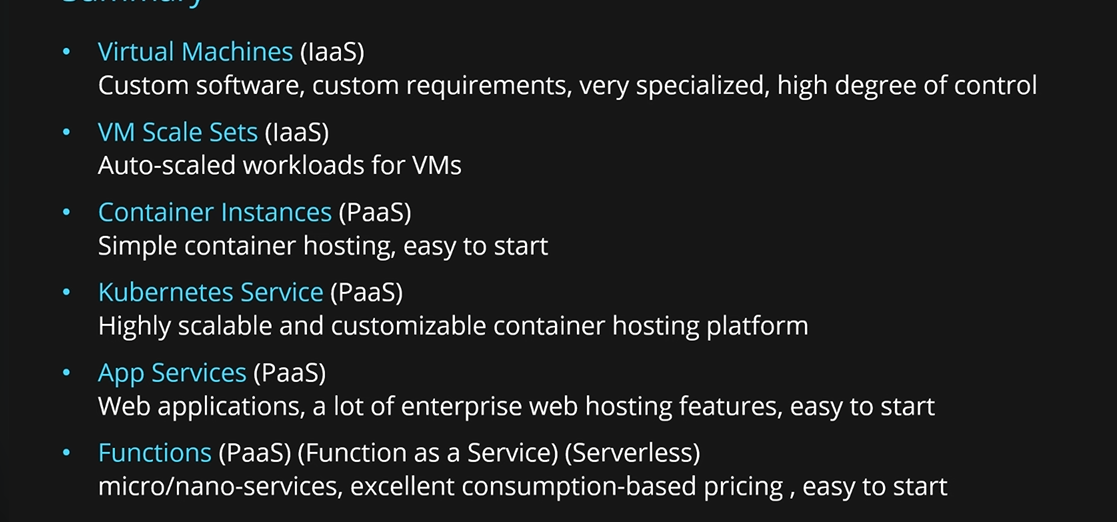 Summary
• Virtual Machines (IaaS)
Custom software, custom requirements, very specialized, high degree of control
• VM Scale Sets (IaaS)
Auto-scaled workloads for VMs
• Container Instances (PaaS)
Simple container hosting, easy to start
• Kubernetes Service (PaaS)
Highly scalable and customizable container hosting platform
• App Services (PaaS)
Web applications, a lot of enterprise web hosting features, easy to start
• Functions (PaaS) (Function as a Service) (Serverless)
micro/nano-services, excellent consumption-based pricing , easy to start